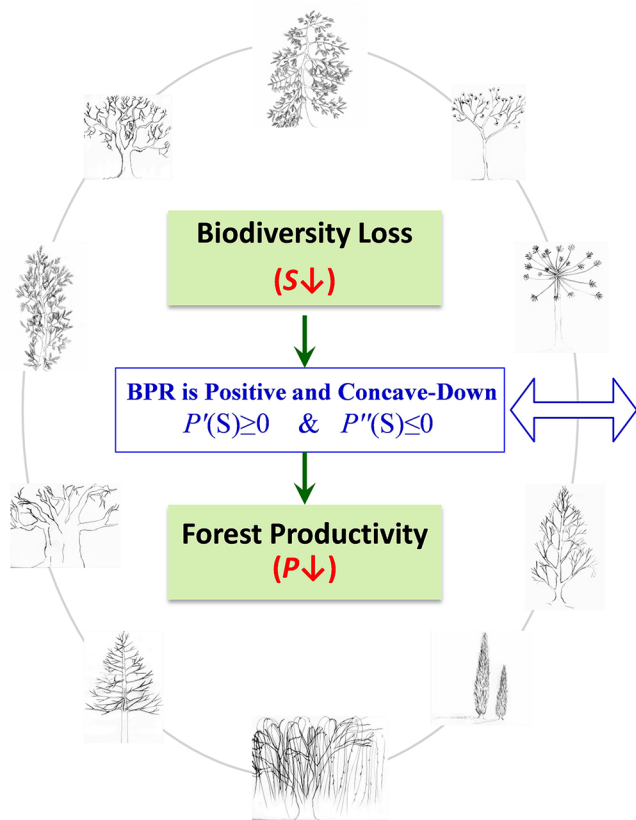 Biodiversity Loss
(S↓)
BPR is Positive and Concave-Down
P′(S)≥0 & P″(S)≤0
Forest Productivity
(P↓)